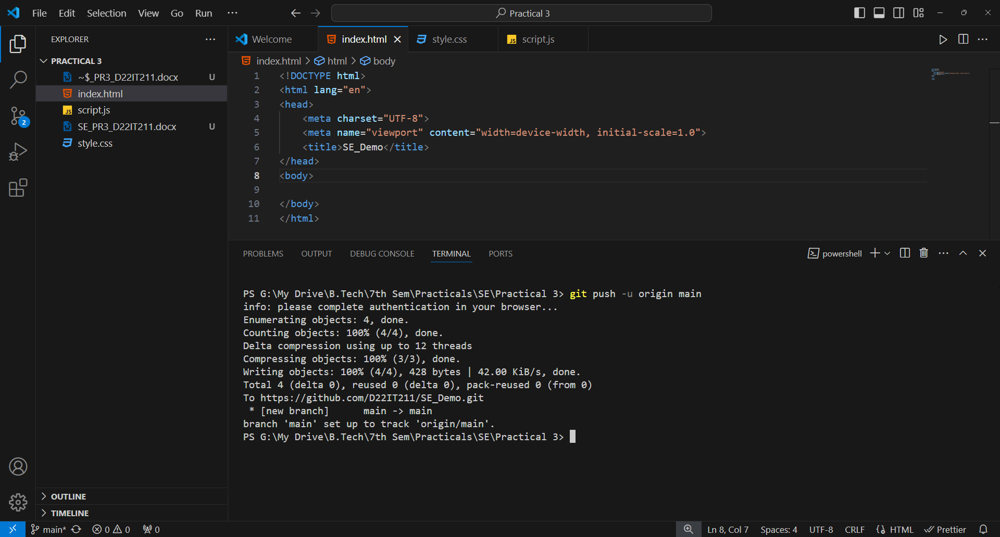 File Edit Selection View Go Run ···
Practical 3
EXPLORER ···
PRACTICAL 3
~$_PR3_D22IT211.docx U
index.html
script.js
SE_PR3_D22IT211.docx U
style.css
2
OUTLINE
TIMELINE
Welcome index.html style.css script.js
index.html > html > body
1 <!DOCTYPE html>
2 <html lang="en">
3 <head>
4 <meta charset="UTF-8">
5 <meta name="viewport" content="width=device-width, initial-scale=1.0">
6 <title>SE_Demo</title>
7 </head>
8 <body>
9
10 </body>
11 </html>
PROBLEMS OUTPUT DEBUG CONSOLE TERMINAL PORTS
powershell
PS G:\My Drive\B.Tech\7th Sem\Practicals\SE\Practical 3> git push -u origin main
info: please complete authentication in your browser...
Enumerating objects: 4, done.
Counting objects: 100% (4/4), done.
Delta compression using up to 12 threads
Compressing objects: 100% (3/3), done.
Writing objects: 100% (4/4), 428 bytes | 42.00 KiB/s, done.
Total 4 (delta 0), reused 0 (delta 0), pack-reused 0 (from 0)
To https://github.com/D22IT211/SE_Demo.git
* [new branch] main -> main
branch 'main' set up to track 'origin/main'.
PS G:\My Drive\B.Tech\7th Sem\Practicals\SE\Practical 3>
main* 0 0 0 Ln 8, Col 7 Spaces: 4 UTF-8 CRLF HTML Prettier